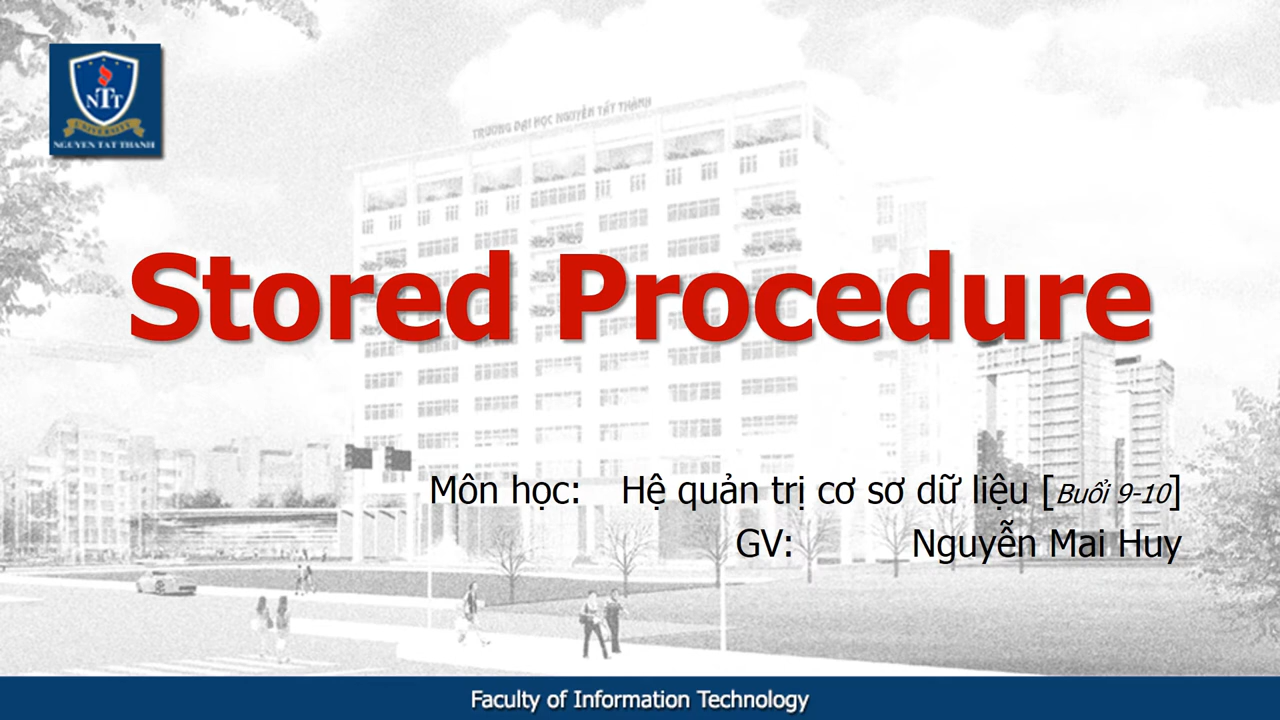 NTT
UNIVERSITY
NGUYEN TAT THANH
TRƯỜNG ĐẠI HỌC NGUYỄN TẤT THÀNH
Stored Procedure
Môn học: Hệ quản trị cơ sơ dữ liệu [Buổi 9-10]
GV: Nguyễn Mai Huy
Faculty of Information Technology